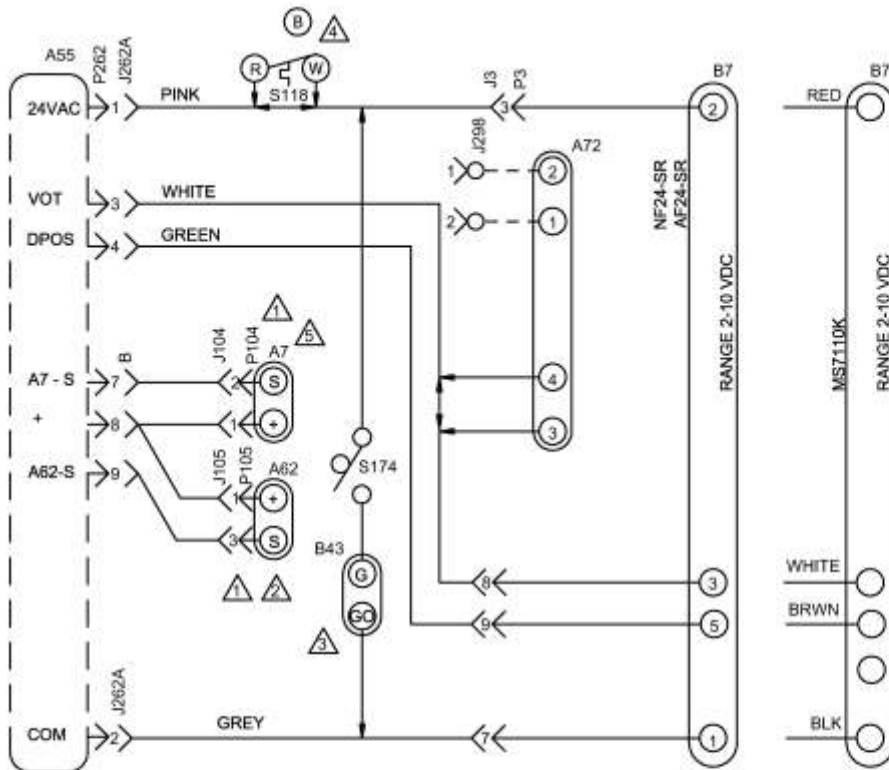 B
4
A55
P262
J262A
R
W
S118
J3
P3
B7
B7
24VAC
1
PINK
3
2
RED
J298
A72
1
2
2
1
VOT
3
WHITE
DPOS
4
GREEN
NF24-SR
AF24-SR
RANGE 2-10 VDC
MS7110K
RANGE 2-10 VDC
1
5
B
J104
P104
A7
A7 - S
7
2
S
+
8
1
+
4
3
J105
P105
A62
A62-S
9
1
+
3
S
S174
B43
G
GO
1
2
3
8
3
WHITE
9
5
BRWN
J262A
COM
2
GREY
7
1
BLK